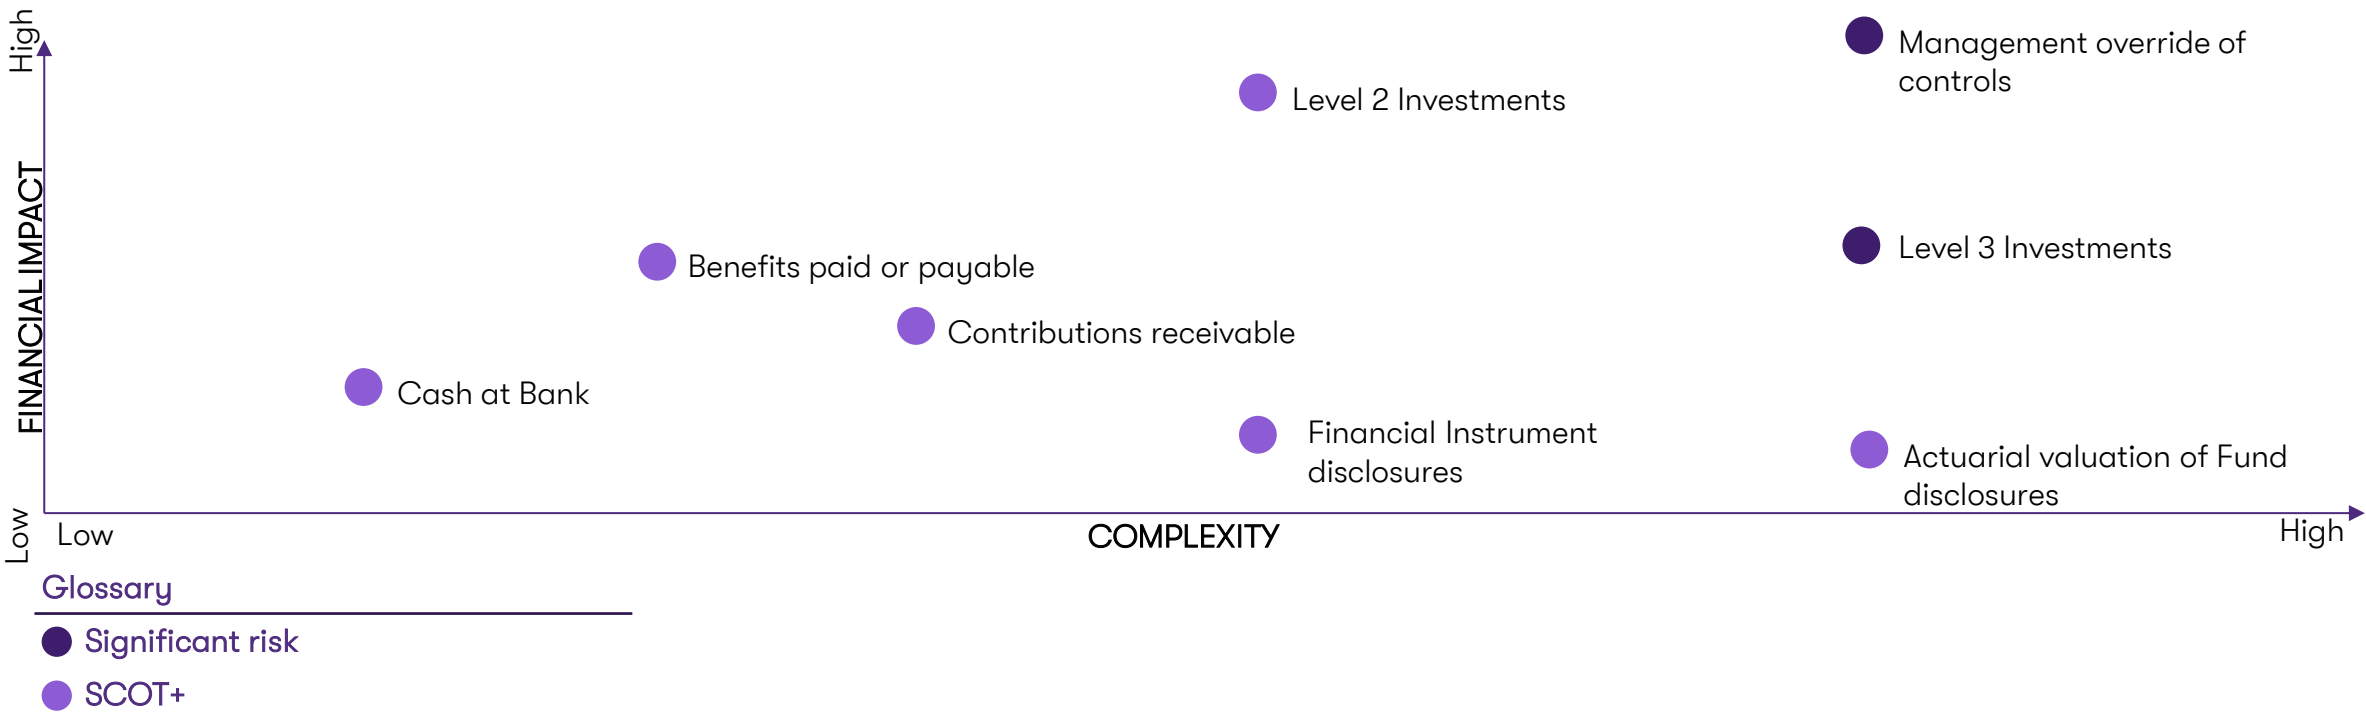 High
Management override of
controls
Level 2 Investments
FINANCIAL IMPACT
Level 3 Investments
Benefits paid or payable
Contributions receivable
Cash at Bank
Financial Instrument
disclosures
Actuarial valuation of Fund
disclosures
Low
Low
COMPLEXITY
High
Glossary
Significant risk
SCOT+